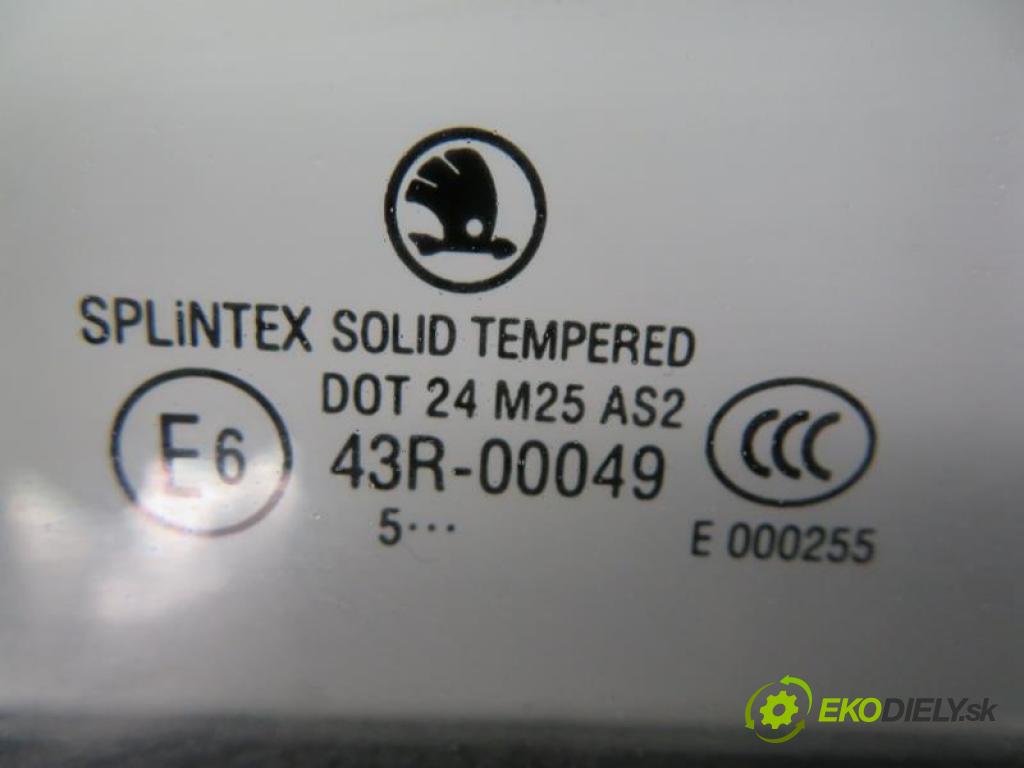 SPLiNTEX SOLID TEMPERED
DOT 24 M25 AS2
E6
43R-00049
CCC
5···
E 000255
EKODIELY.sk